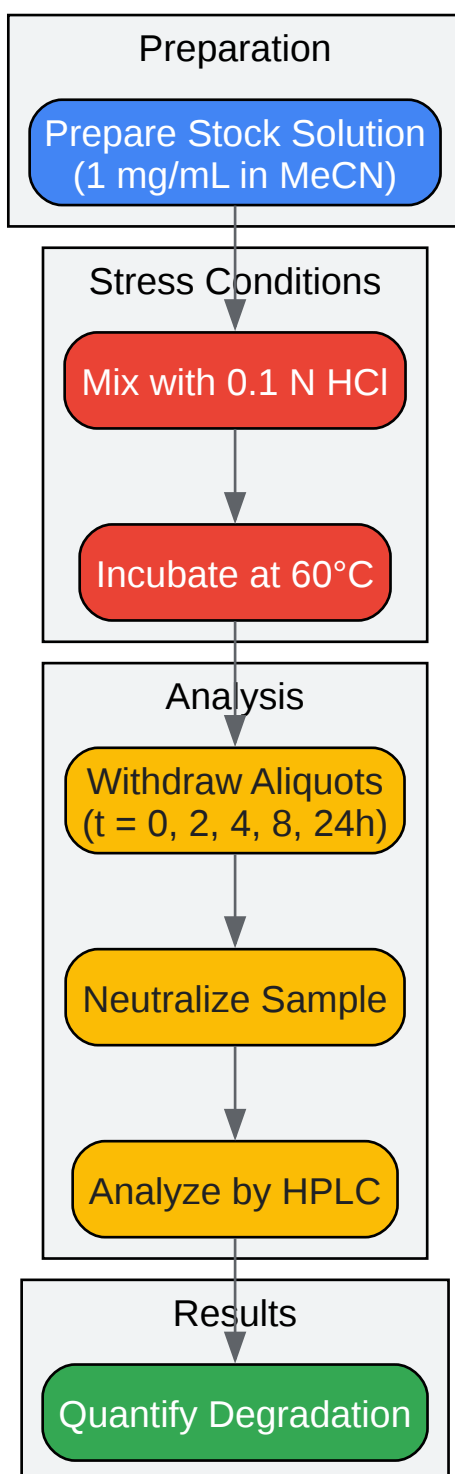 Preparation
Prepare Stock Solution
(1 mg/mL in MeCN)
Stress Conditions
Mix with 0.1 N HCl
Incubate at 60°C
Analysis
Withdraw Aliquots
(t = 0, 2, 4, 8, 24h)
Neutralize Sample
Analyze by HPLC
Results
Quantify Degradation